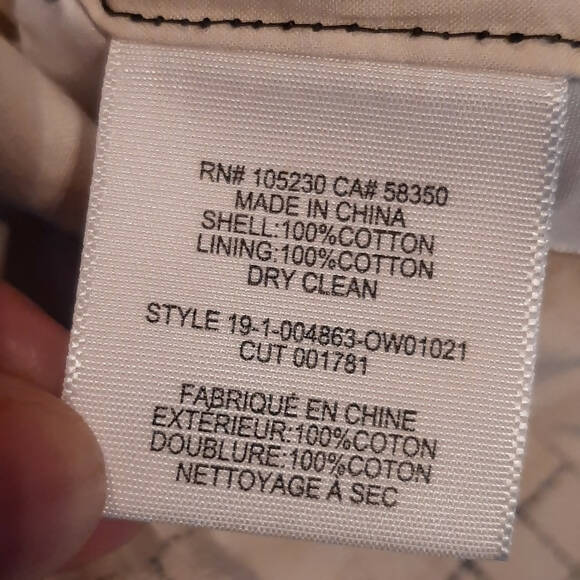 RN# 105230 CA# 58350
MADE IN CHINA
SHELL:100%COTTON
LINING:100%COTTON
DRY CLEAN
STYLE 19-1-004863-OW01021
CUT 001781
FABRIQUÉ EN CHINE
EXTÉRIEUR:100%COTON
DOUBLURE:100%COTON
NETTOYAGE À SEC